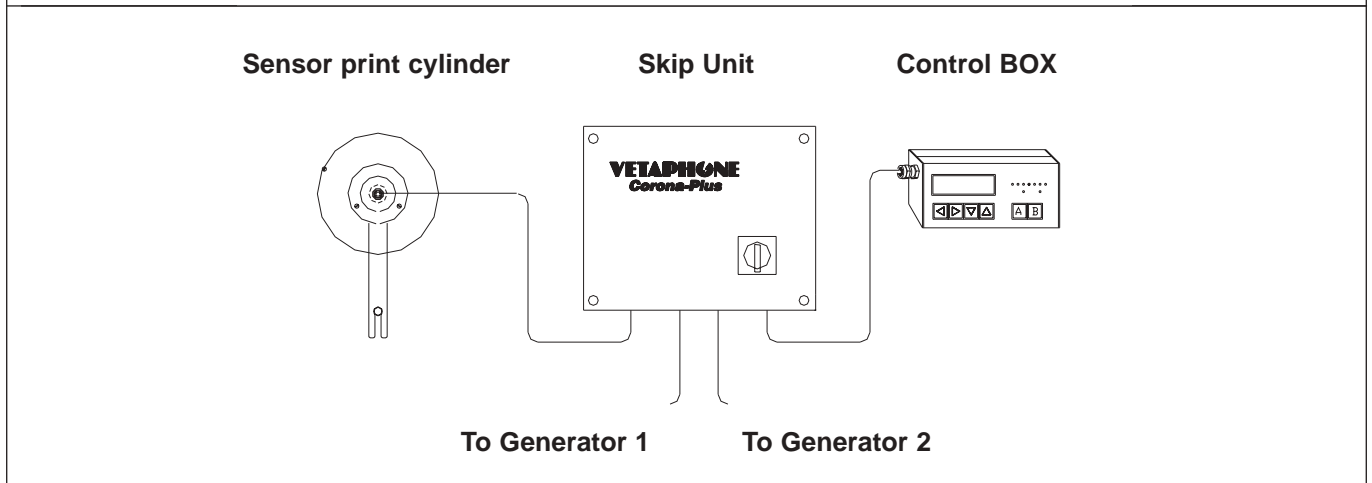 Sensor print cylinder Skip Unit Control BOX
VETAPHONE
Corona-Plus
A B
To Generator 1 To Generator 2